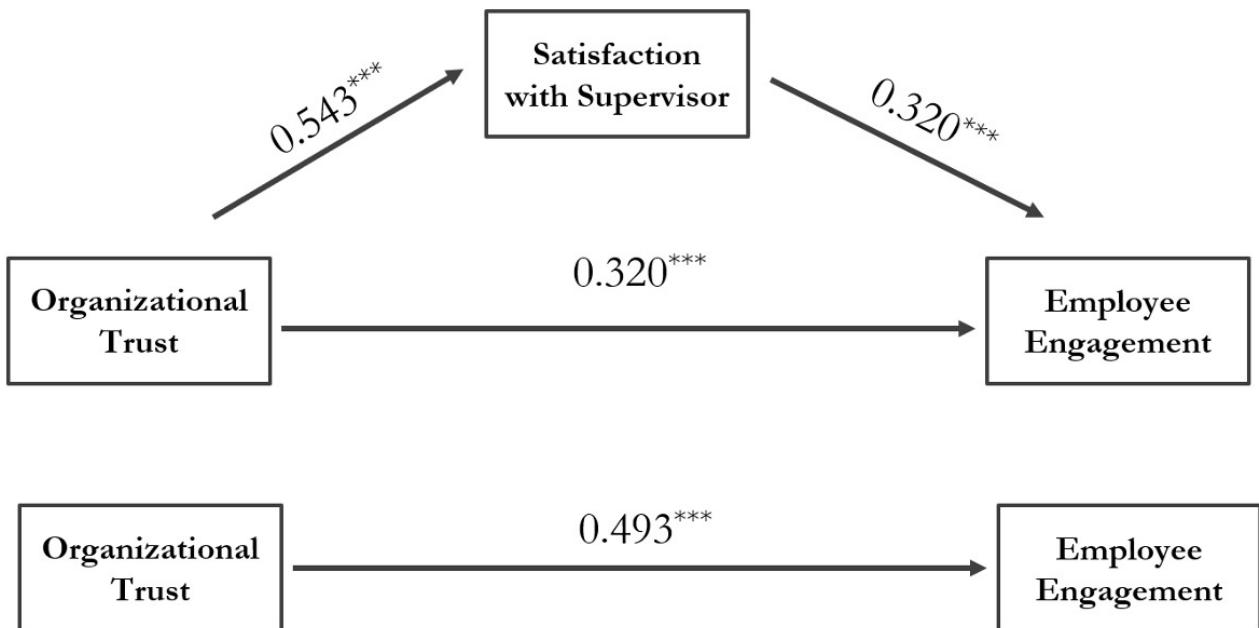 Satisfaction
with Supervisor
0.543***
0.320***
0.320***
Organizational
Trust
Employee
Engagement
0.493***
Organizational
Trust
Employee
Engagement